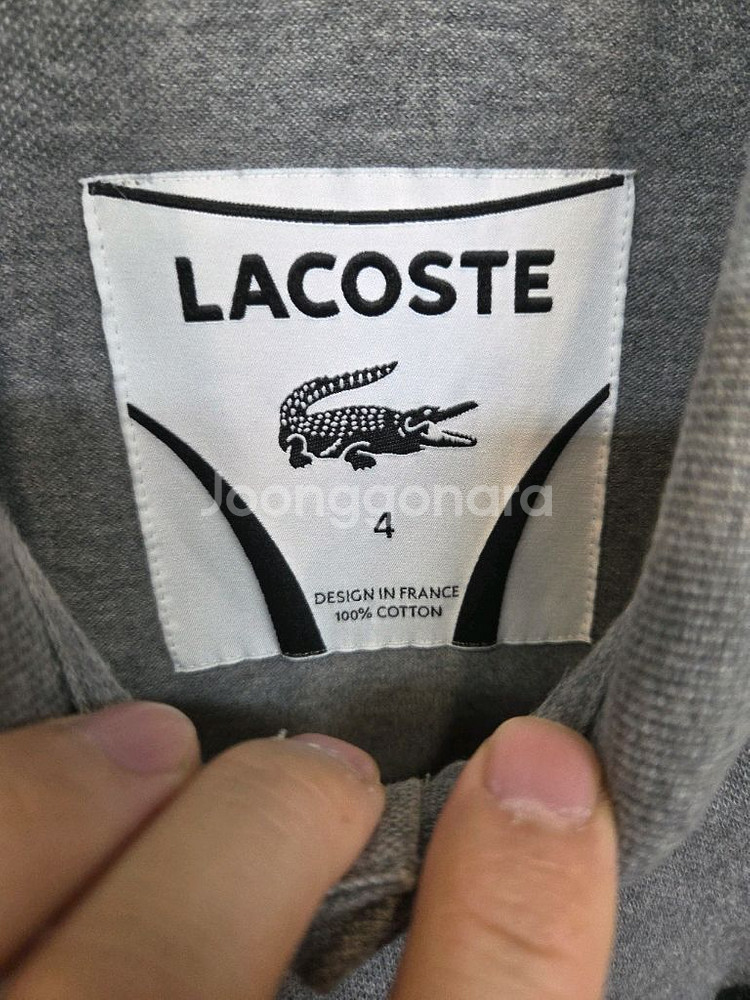 LACOSTE
Joonggonara
4
DESIGN IN FRANCE
100% COTTON